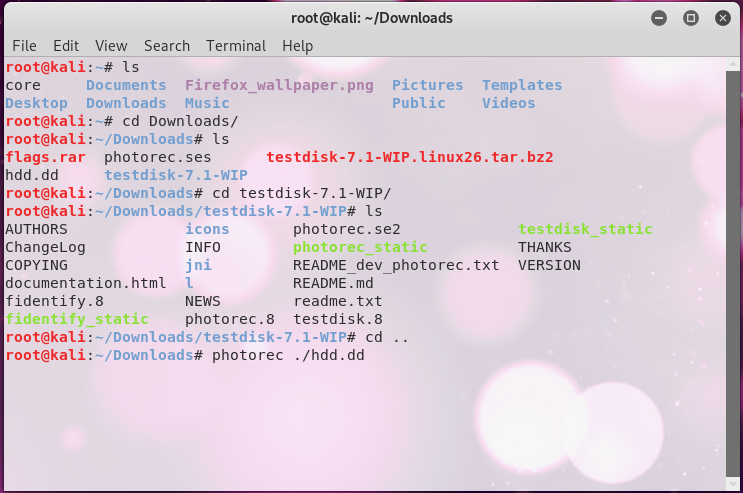 root@kali: ~/Downloads
File Edit View Search Terminal Help
root@kali:~# ls
core Documents Firefox_wallpaper.png Pictures Templates
Desktop Downloads Music Public Videos
root@kali:~# cd Downloads/
root@kali:~/Downloads# ls
flags.rar photorec.ses testdisk-7.1-WIP.linux26.tar.bz2
hdd.dd testdisk-7.1-WIP
root@kali:~/Downloads# cd testdisk-7.1-WIP/
root@kali:~/Downloads/testdisk-7.1-WIP# ls
AUTHORS icons photorec.se2 testdisk_static
ChangeLog INFO photorec_static THANKS
COPYING jni README_dev_photorec.txt VERSION
documentation.html l README.md
fidentify.8 NEWS readme.txt
fidentify_static photorec.8 testdisk.8
root@kali:~/Downloads/testdisk-7.1-WIP# cd ..
root@kali:~/Downloads# photorec ./hdd.dd